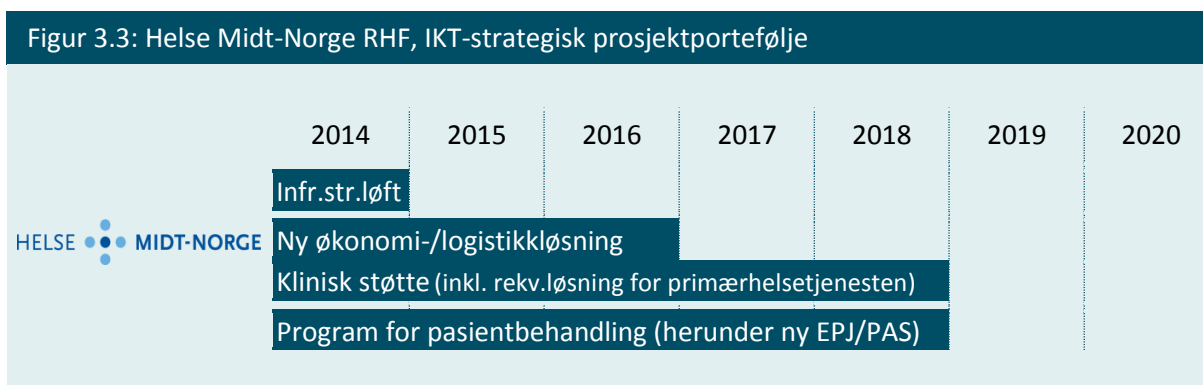 Figur 3.3: Helse Midt-Norge RHF, IKT-strategisk prosjektportefølje
2014 2015 2016 2017 2018 2019 2020
Infr.str.løft
HELSE MIDT-NORGE
Ny økonomi-/logistikkløsning
Klinisk støtte (inkl. rekv.løsning for primærhelsetjenesten)
Program for pasientbehandling (herunder ny EPJ/PAS)